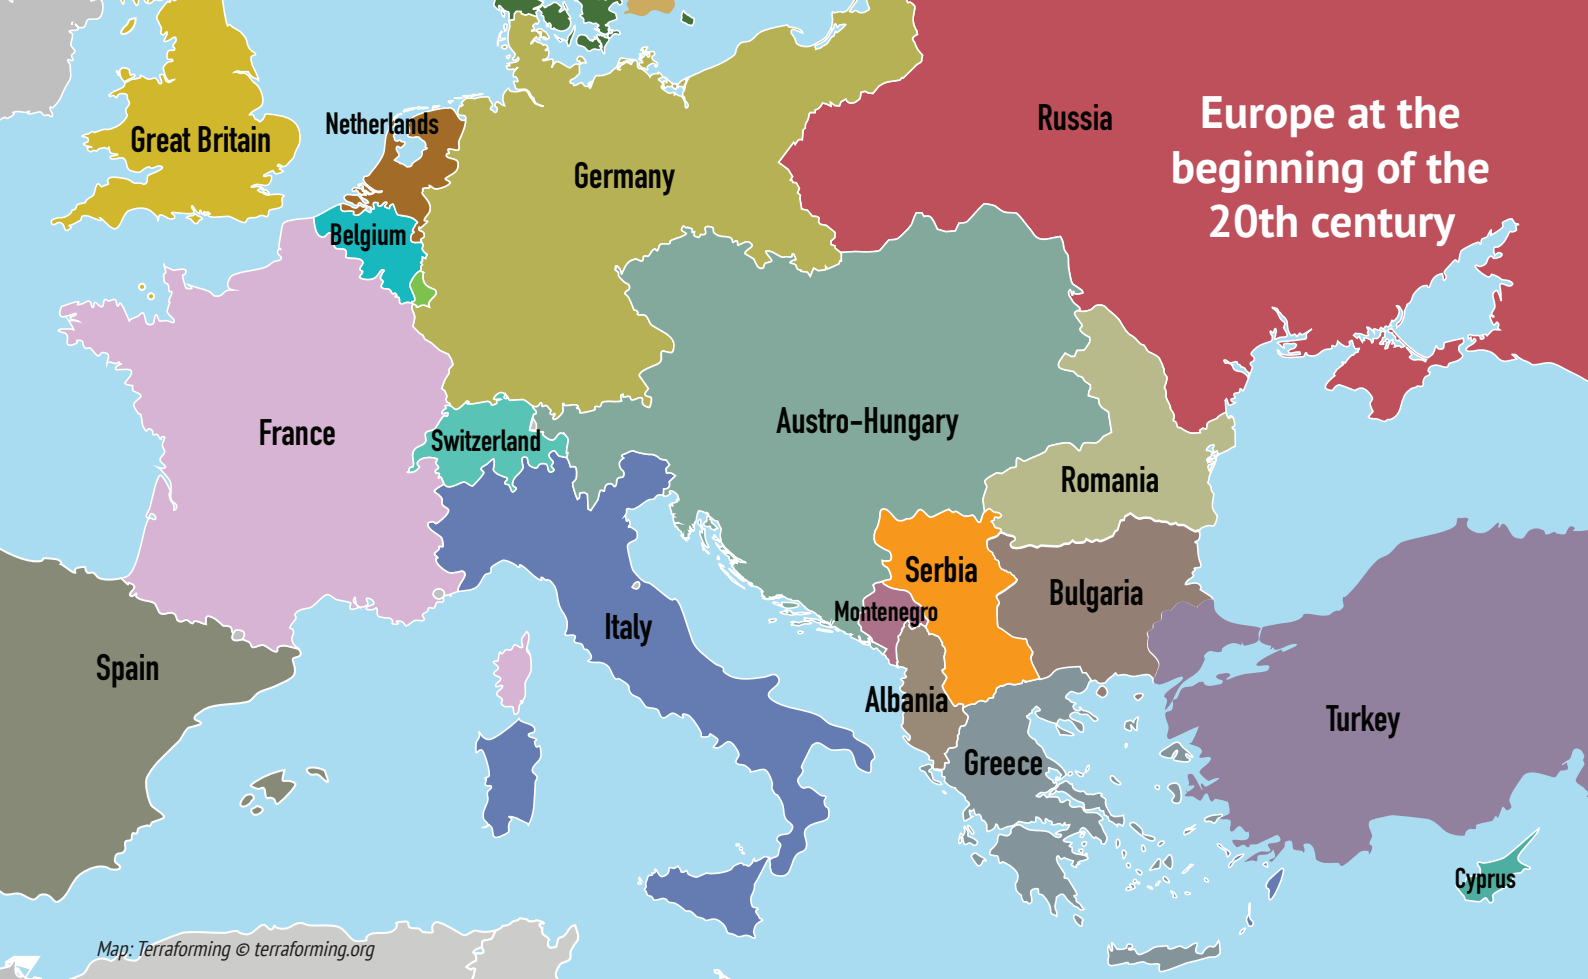 Europe at the
beginning of the
20th century
Great Britain
Netherlands
Russia
Germany
Belgium
France
Switzerland
Austro-Hungary
Romania
Serbia
Bulgaria
Montenegro
Italy
Spain
Albania
Greece
Turkey
Cyprus
Map: Terraforming © terraforming.org